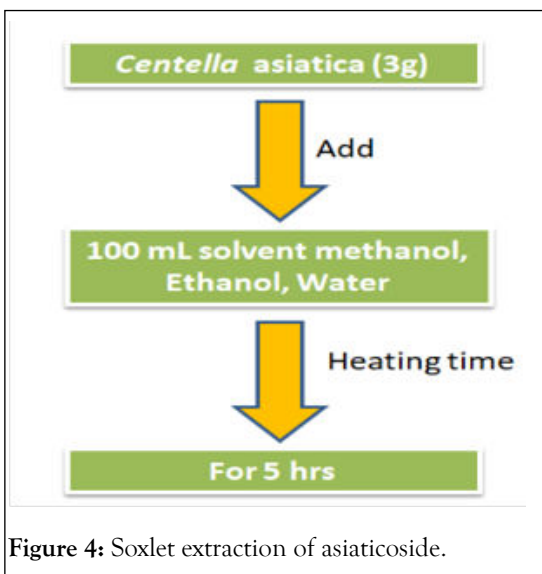 Centella asiatica (3g)
Add
100 mL solvent methanol,
Ethanol, Water
Heating time
For 5 hrs
Figure 4: Soxlet extraction of asiaticoside.